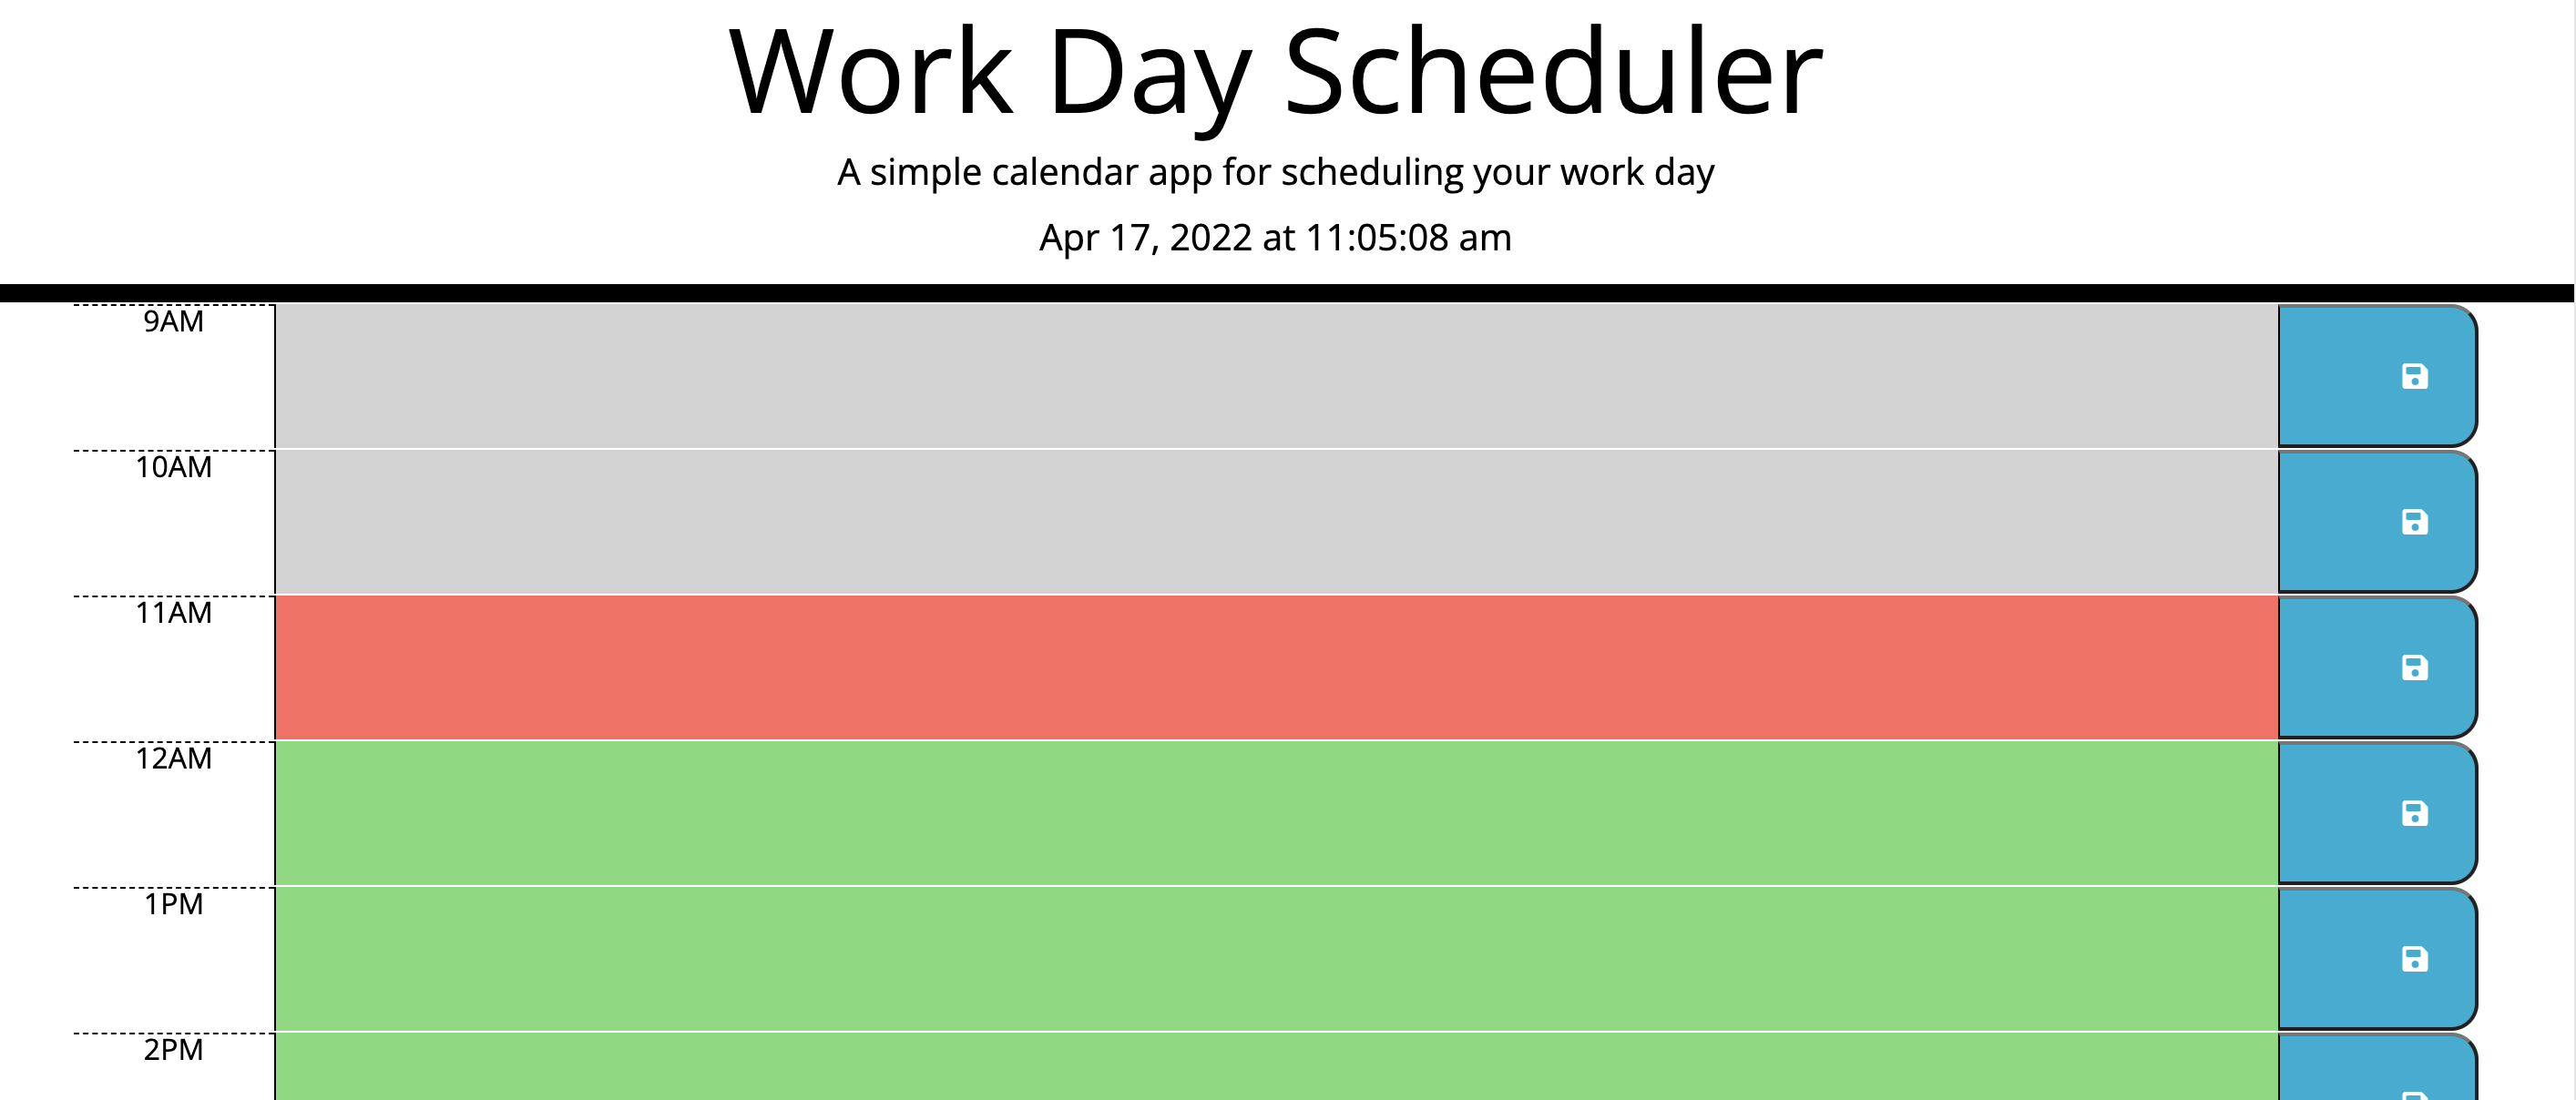 Work Day Scheduler
A simple calendar app for scheduling your work day
Apr 17, 2022 at 11:05:08 am
9AM
10AM
11AM
12AM
1PM
2PM